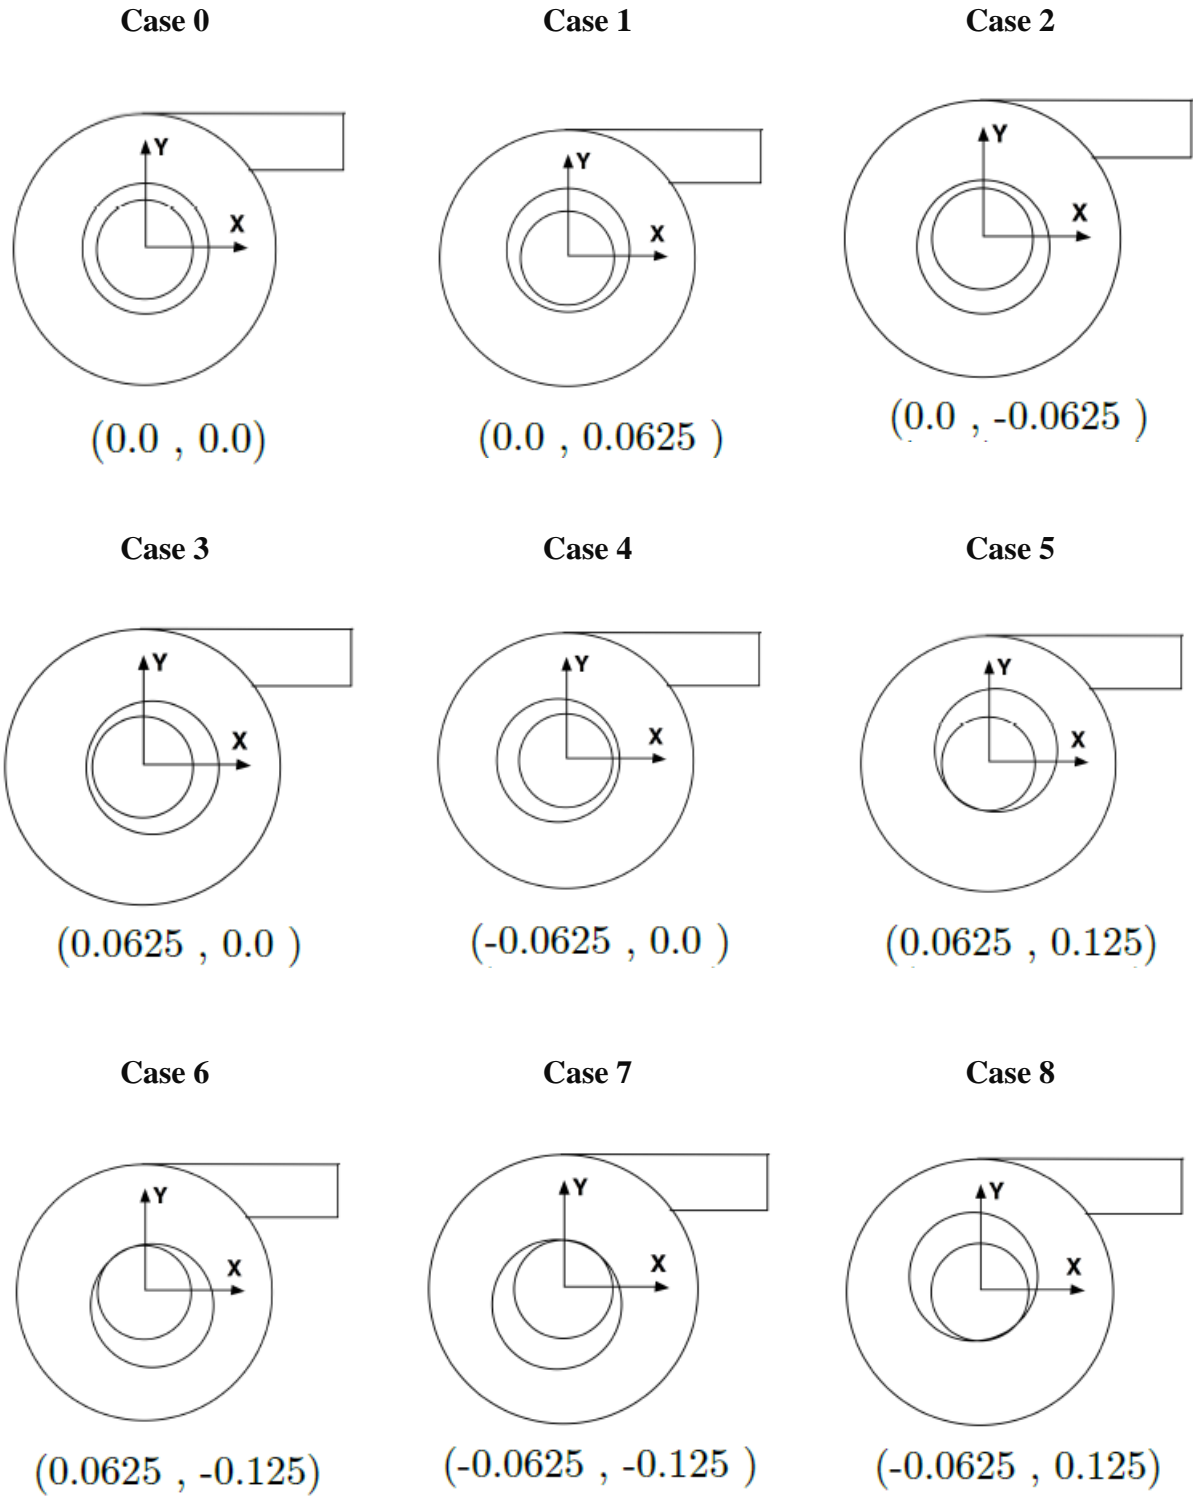 Case 0
Case 1
Case 2
Y
X
Y
X
Y
X
(0.0 , 0.0)
(0.0 , 0.0625 )
(0.0 , -0.0625 )
Case 3
Case 4
Case 5
Y
X
Y
X
Y
X
(0.0625 , 0.0 )
(-0.0625 , 0.0 )
(0.0625 , 0.125)
Case 6
Case 7
Case 8
Y
X
Y
X
Y
X
(0.0625 , -0.125)
(-0.0625 , -0.125 )
(-0.0625 , 0.125)